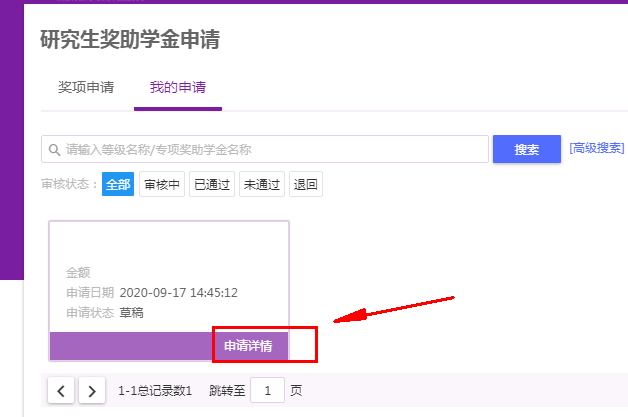 研究生奖助学金申请
奖项申请 我的申请
请输入等级名称/专项奖助学金名称 搜索 [高级搜索]
审核状态： 全部 审核中 已通过 未通过 退回
金额
申请日期 2020-09-17 14:45:12
申请状态 草稿
申请详情
1-1总记录数1 跳转至 1 页